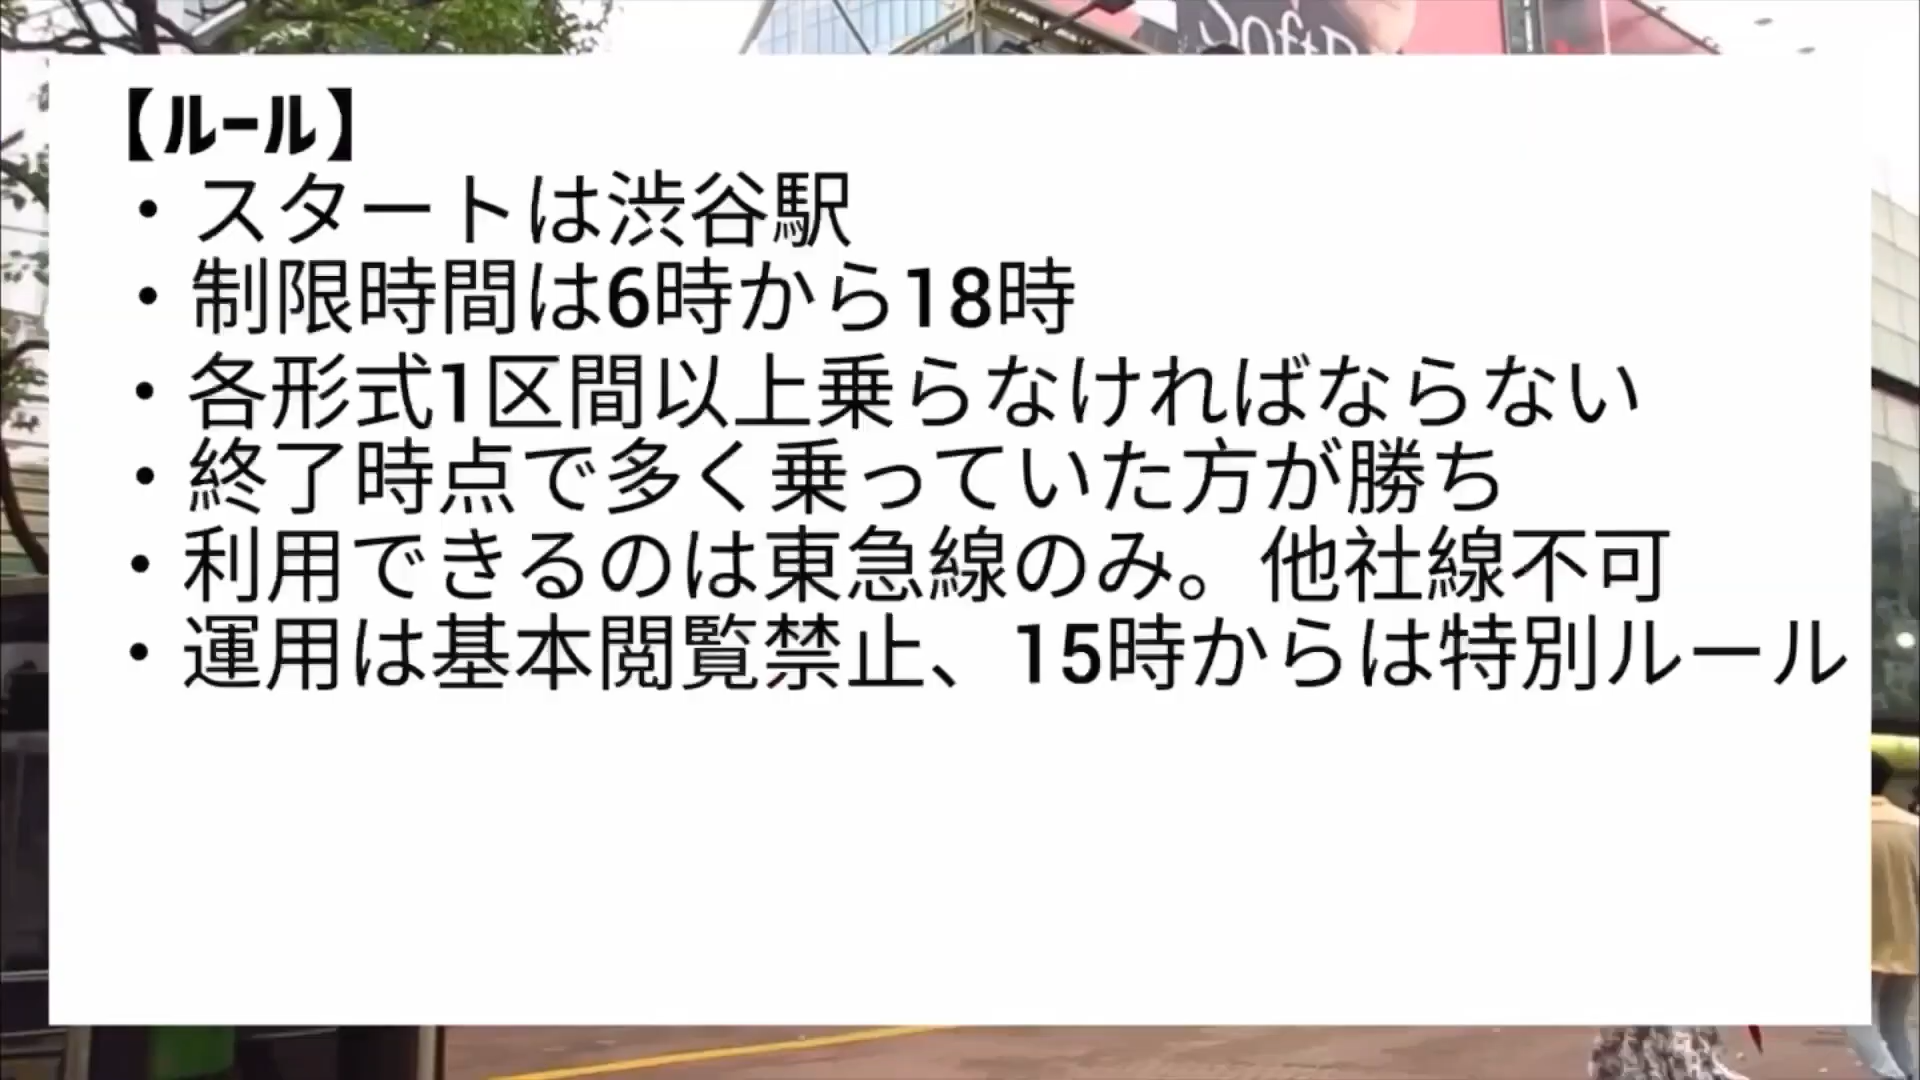 【ルール】
・スタートは渋谷駅
・制限時間は6時から18時
・各形式1区間以上乗らなければならない
・終了時点で多く乗っていた方が勝ち
・利用できるのは東急線のみ。他社線不可
・運用は基本閲覧禁止、15時からは特別ルール